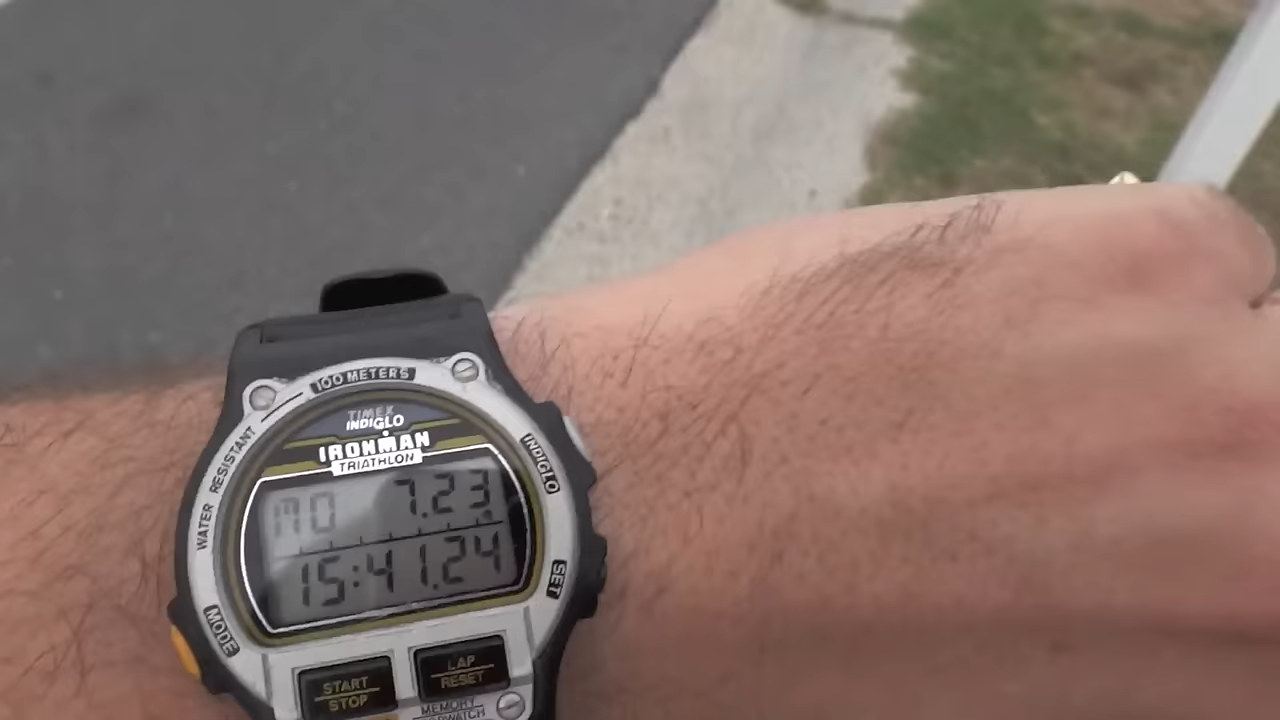 100 METERS
WATER RESISTANT
TIMEX
INDIGLO
IRONMAN
TRIATHLON
INDIGLO
MO 7.23
15:41.24
SET
MODE
START
STOP
LAP
RESET
MEMORY